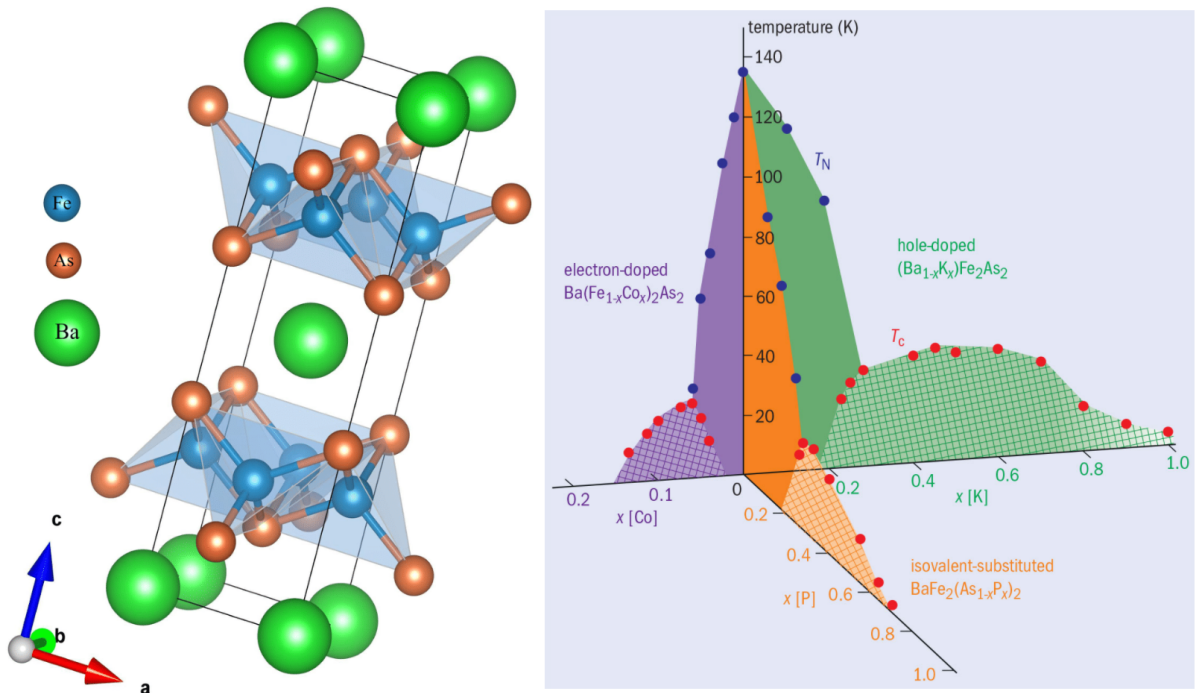 Fe
As
Ba
c
b
a
temperature (K)
140
120
100
80
60
40
20
0
T_N
T_c
electron-doped
Ba(Fe₁₋ₓCoₓ)₂As₂
hole-doped
(Ba₁₋ₓKₓ)Fe₂As₂
0.2
0.1
x [Co]
0.2
0.4
0.6
0.8
1.0
x [K]
0.2
0.4
0.6
0.8
1.0
x [P]
isovalent-substituted
BaFe₂(As₁₋ₓPₓ)₂